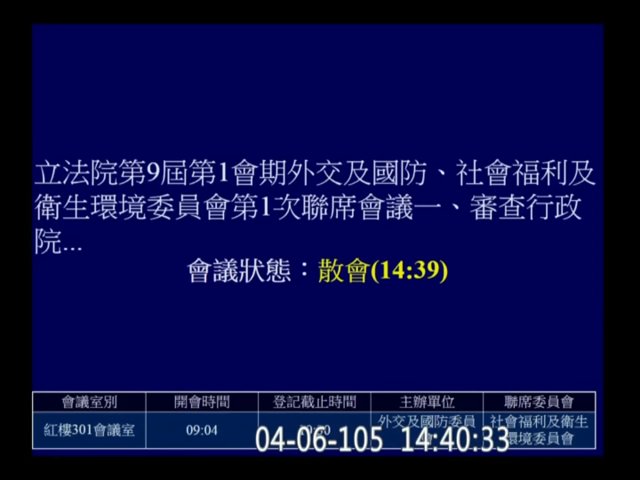 立法院第9屆第1會期外交及國防、社會福利及
衛生環境委員會第1次聯席會議一、審查行政
院...
會議狀態：散會(14:39)
會議室別 開會時間 登記截止時間 主辦單位 聯席委員會
紅樓301會議室 09:04 外交及國防委員 社會福利及衛生
環境委員會
04-06-105 14:40:33